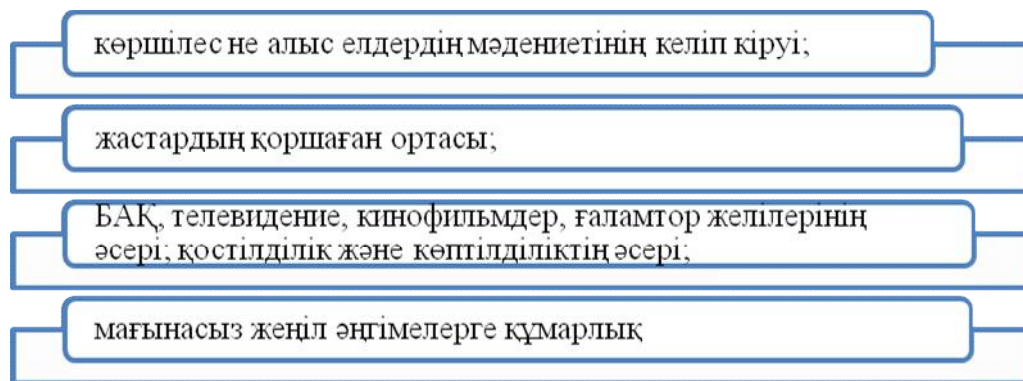 көршілес не алыс елдердің мәдениетінің келіп кіруі;
жастардың қоршаған ортасы;
БАҚ, телевидение, кинофильмдер, ғаламтор желілерінің
әсері; қостілділік және көптілділіктің әсері;
мағынасыз жеңіл әңгімелерге құмарлық